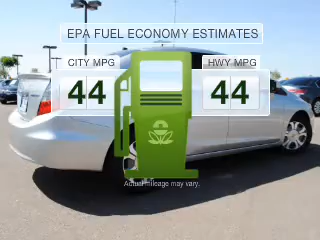 EPA FUEL ECONOMY ESTIMATES
CITY MPG
HWY MPG
44
44
Actual mileage may vary.